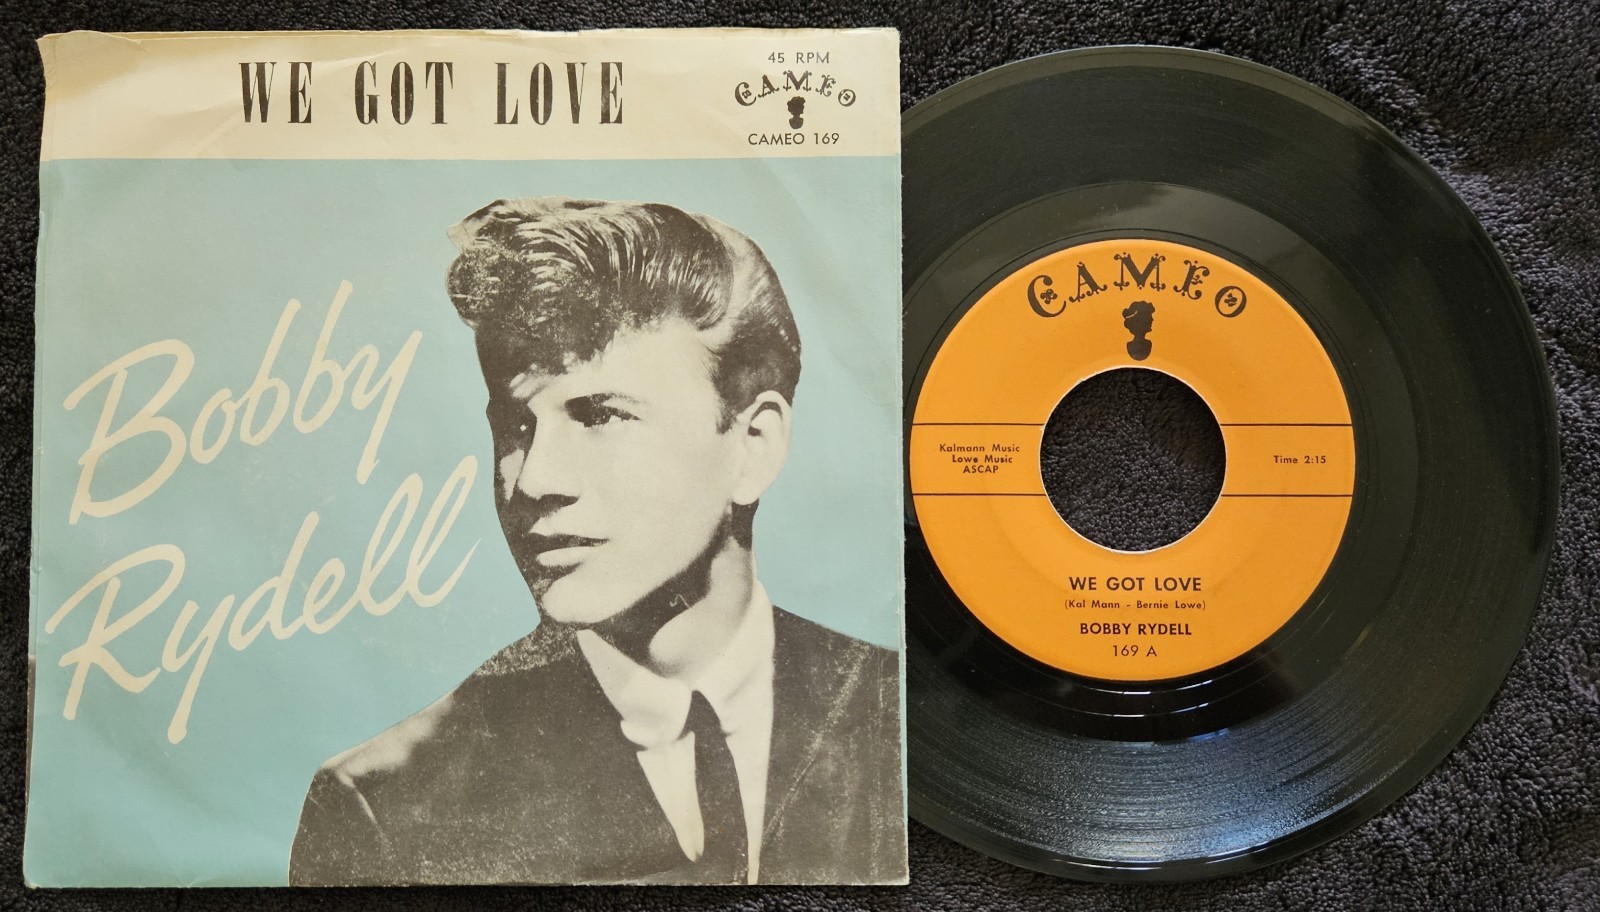 WE GOT LOVE
45 RPM
CAMEO
CAMEO 169
Bobby
Rydell
CAMEO
Kalmann Music
Lowe Music
ASCAP
Time 2:15
WE GOT LOVE
(Kal Mann - Bernie Lowe)
BOBBY RYDELL
169 A